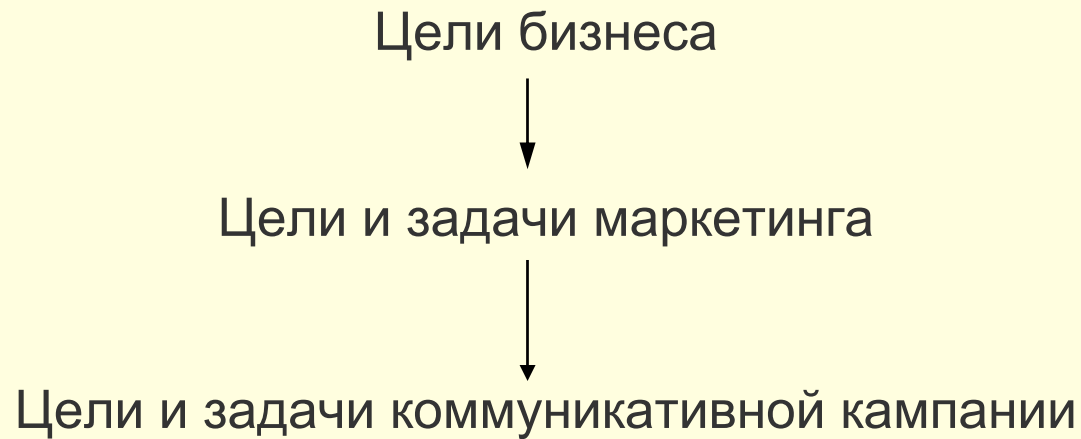 Цели бизнеса
Цели и задачи маркетинга
Цели и задачи коммуникативной кампании